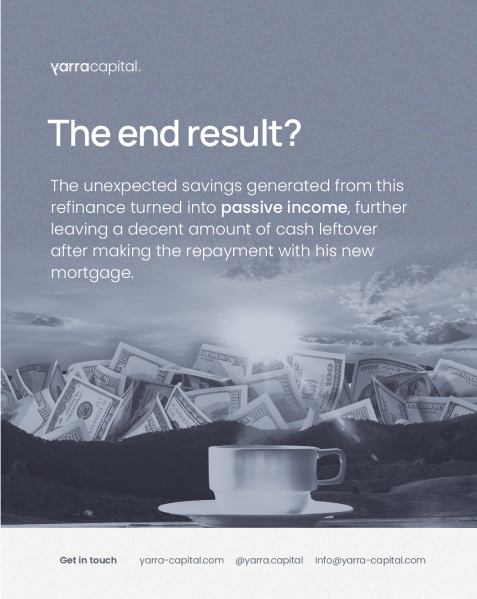 yarracapital.
The end result?
The unexpected savings generated from this
refinance turned into passive income, further
leaving a decent amount of cash leftover
after making the repayment with his new
mortgage.
Get in touch yarra-capital.com @yarra.capital Info@yarra-capital.com